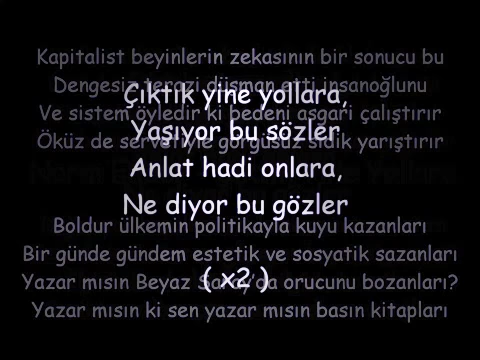 Kapitalist beyinlerin zekasının bir sonucu bu
Dengesiz terazi düşman etti insanoğlunu
Çıktık yine yollara,
Ve sistem öyledir ki bedeni asgari çalıştırır
Yaşıyor bu sözler
Öküz de servetiyle görgüsüz sidik yarıştırır
Anlat hadi onlara,
Ne diyor bu gözler
Boldur ülkemin politikayla kuyu kazanları
Bir günde gündem estetik ve sosyatik sazanları
( x2 )
Yazar mısın Beyaz Saray'da orucunu bozanları?
Yazar mısın ki sen yazar mısın basın kitapları